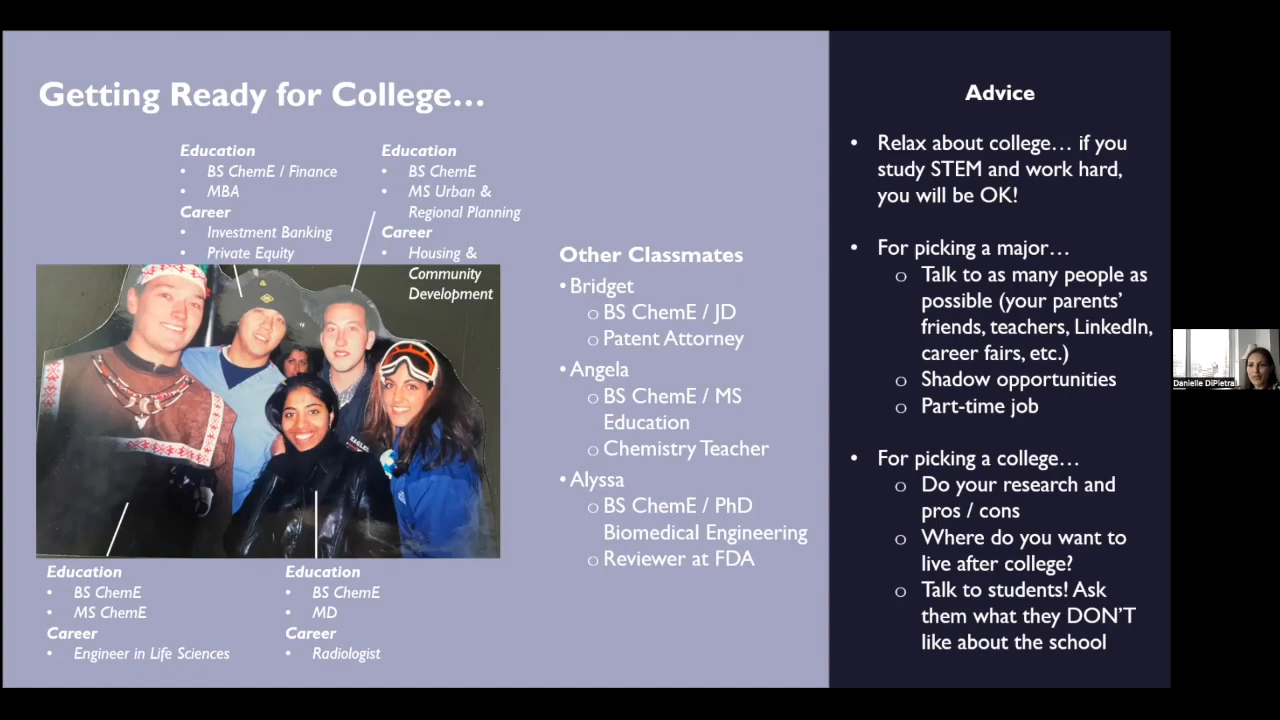 Getting Ready for College...
Education
• BS ChemE / Finance
• MBA
Career
• Investment Banking
• Private Equity
Education
• BS ChemE
• MS Urban &
Regional Planning
Career
• Housing &
Community
Development
EAGLES
Education
• BS ChemE
• MS ChemE
Career
• Engineer in Life Sciences
Education
• BS ChemE
• MD
Career
• Radiologist
Other Classmates
• Bridget
o BS ChemE / JD
o Patent Attorney
• Angela
o BS ChemE / MS
Education
o Chemistry Teacher
• Alyssa
o BS ChemE / PhD
Biomedical Engineering
o Reviewer at FDA
Advice
• Relax about college... if you
study STEM and work hard,
you will be OK!
• For picking a major...
o Talk to as many people as
possible (your parents'
friends, teachers, LinkedIn,
career fairs, etc.)
o Shadow opportunities
o Part-time job
• For picking a college...
o Do your research and
pros / cons
o Where do you want to
live after college?
o Talk to students! Ask
them what they DON'T
like about the school
Danielle DiPietra